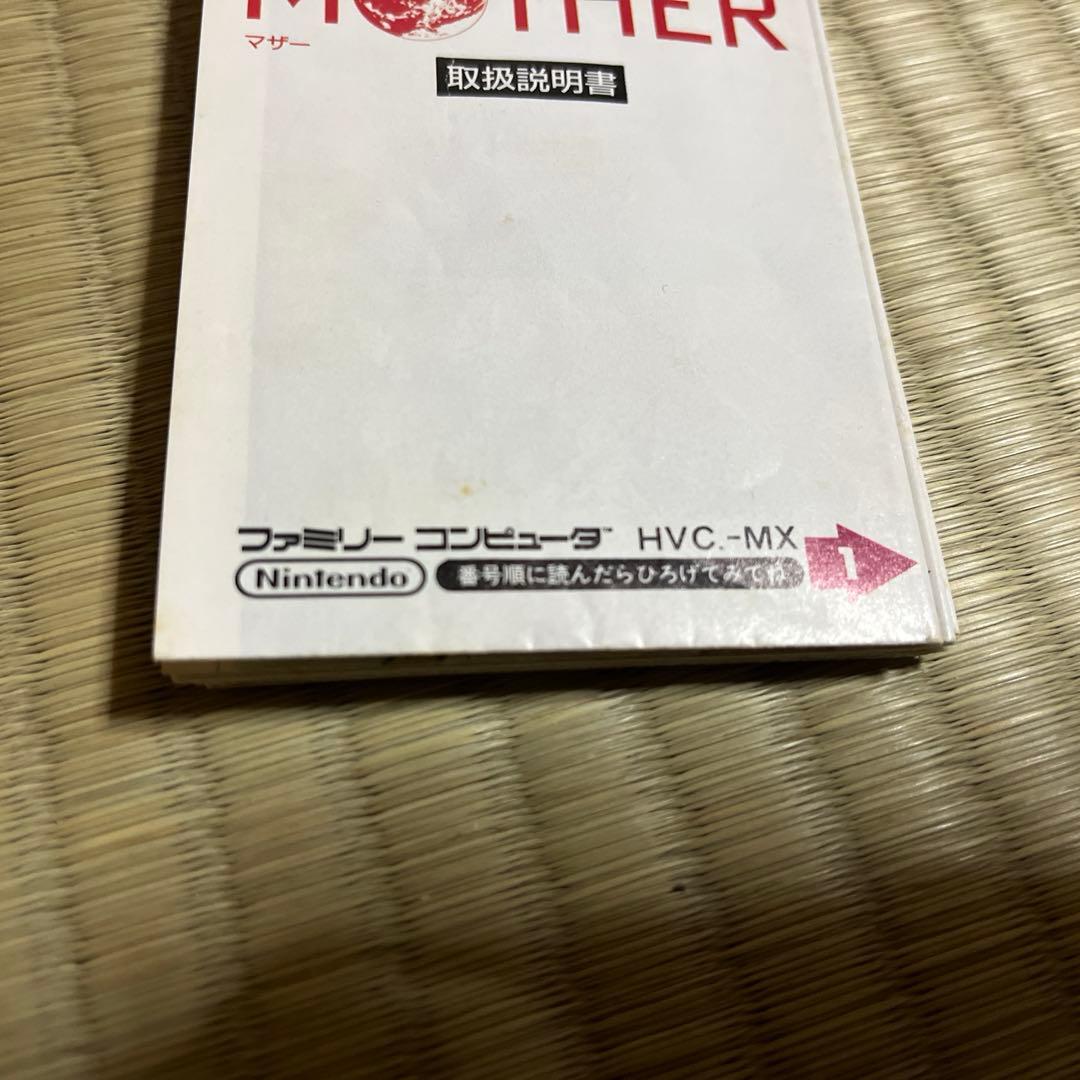 MOTHER
マザー
取扱説明書
ファミリー コンピュータ™ HVC.-MX
Nintendo 番号順に読んだらひろげてみてね 1